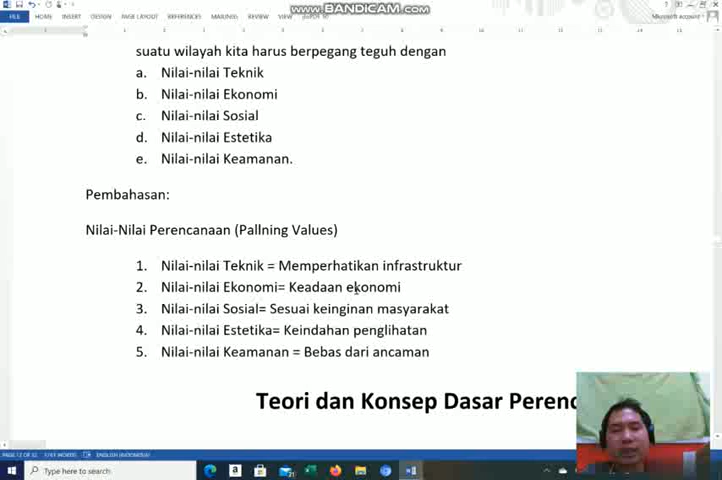 www.BANDICAM.com
FILE HOME INSERT DESIGN PAGE LAYOUT REFERENCES MAILINGS REVIEW VIEW
Microsoft account
suatu wilayah kita harus berpegang teguh dengan
a. Nilai-nilai Teknik
b. Nilai-nilai Ekonomi
c. Nilai-nilai Sosial
d. Nilai-nilai Estetika
e. Nilai-nilai Keamanan.
Pembahasan:
Nilai-Nilai Perencanaan (Pallning Values)
1. Nilai-nilai Teknik = Memperhatikan infrastruktur
2. Nilai-nilai Ekonomi= Keadaan ekonomi
3. Nilai-nilai Sosial= Sesuai keinginan masyarakat
4. Nilai-nilai Estetika= Keindahan penglihatan
5. Nilai-nilai Keamanan = Bebas dari ancaman
Teori dan Konsep Dasar Perenc
ENGLISH (INDONESIA)
Type here to search